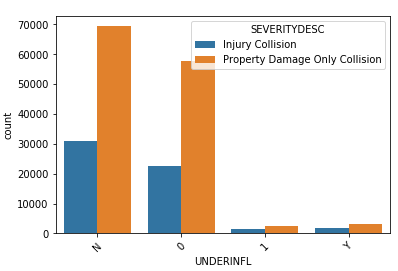 SEVERITYDESC
Injury Collision
Property Damage Only Collision
70000
60000
50000
40000
30000
20000
10000
0
count
N
0
1
Y
UNDERINFL